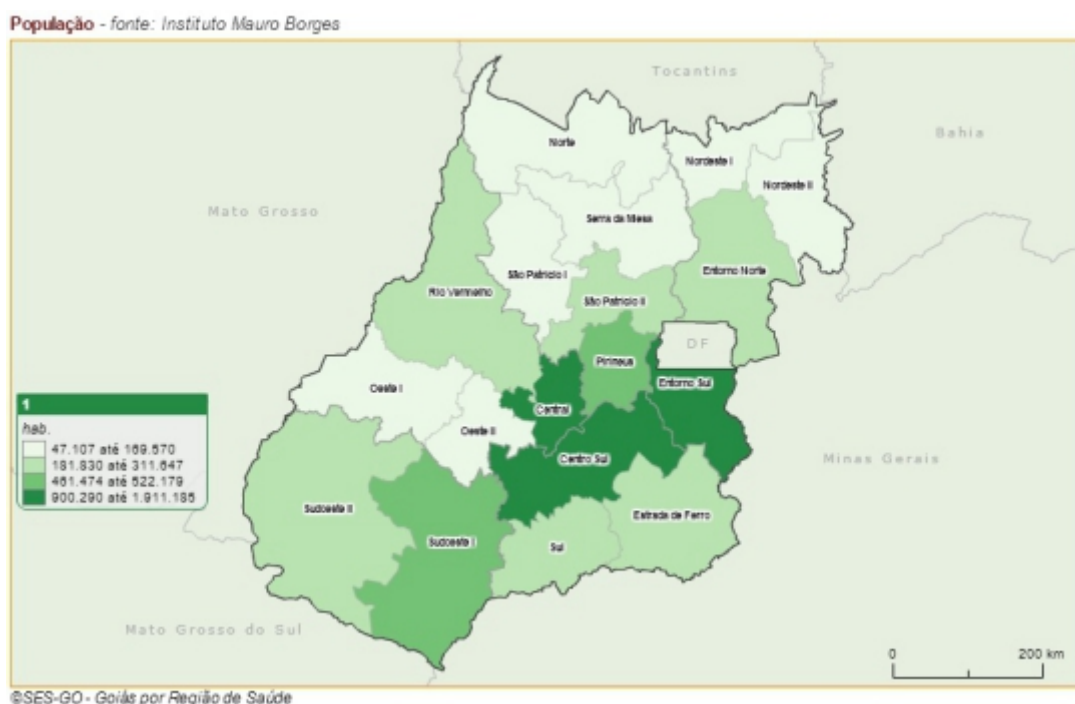 População - fonte: Instituto Mauro Borges
Tocantins
Bahia
Mato Grosso
Norte
Nordeste I
Nordeste II
Serra da Mesa
São Patrício I
Entorno Norte
Rio Vermelho
São Patrício II
DF
Pirineus
Entorno Sul
Oeste I
Central
Oeste II
Centro Sul
Minas Gerais
Sudoeste II
Estrada de Ferro
Sudoeste I
Sul
Mato Grosso do Sul
1
hab.
47.107 até 169.570
181.830 até 311.647
461.474 até 522.179
900.290 até 1.911.185
0 200 km
©SES-GO - Goiás por Região de Saúde